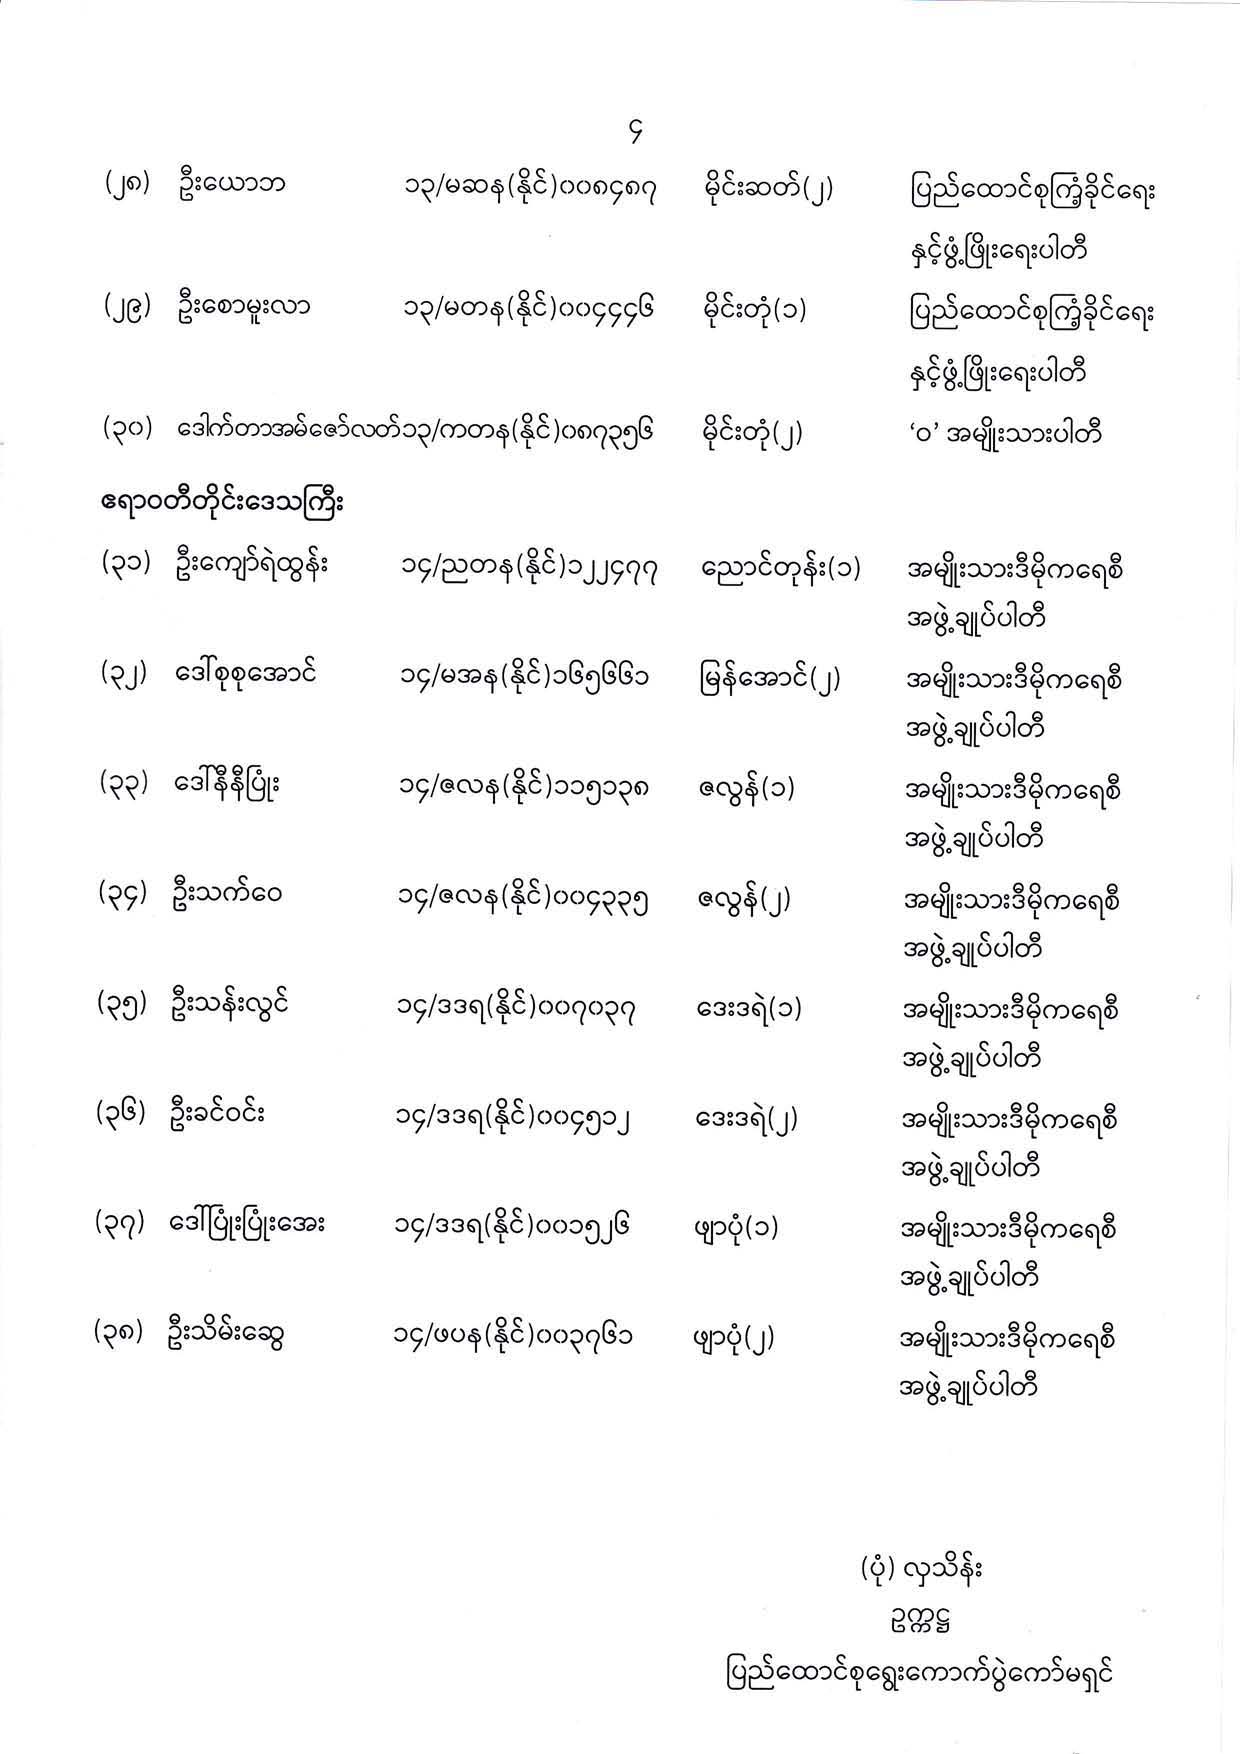 ၄
(၂၈) ဦးယောဘ ၁၃/မဆန(နိုင်)၀၀၈၄၈၇ မိုင်းဆတ်(၂) ပြည်ထောင်စုကြံ့ခိုင်ရေး
နှင့်ဖွံ့ဖြိုးရေးပါတီ
(၂၉) ဦးစောမူးလာ ၁၃/မတန(နိုင်)၀၀၄၄၄၆ မိုင်းတုံ(၁) ပြည်ထောင်စုကြံ့ခိုင်ရေး
နှင့်ဖွံ့ဖြိုးရေးပါတီ
(၃၀) ဒေါက်တာအမ်ဇော်လတ်၁၃/ကတန(နိုင်)၀၈၇၃၅၆ မိုင်းတုံ(၂) ‘ဝ’ အမျိုးသားပါတီ
ဧရာဝတီတိုင်းဒေသကြီး
(၃၁) ဦးကျော်ရဲထွန်း ၁၄/ညတန(နိုင်)၁၂၂၄၇၇ ညောင်တုန်း(၁) အမျိုးသားဒီမိုကရေစီ
အဖွဲ့ချုပ်ပါတီ
(၃၂) ဒေါ်စုစုအောင် ၁၄/မအန(နိုင်)၁၆၅၆၆၁ မြန်အောင်(၂) အမျိုးသားဒီမိုကရေစီ
အဖွဲ့ချုပ်ပါတီ
(၃၃) ဒေါ်နီနီပြုံး ၁၄/ဇလန(နိုင်)၁၁၅၁၃၈ ဇလွန်(၁) အမျိုးသားဒီမိုကရေစီ
အဖွဲ့ချုပ်ပါတီ
(၃၄) ဦးသက်ဝေ ၁၄/ဇလန(နိုင်)၀၀၄၃၃၅ ဇလွန်(၂) အမျိုးသားဒီမိုကရေစီ
အဖွဲ့ချုပ်ပါတီ
(၃၅) ဦးသန်းလွင် ၁၄/ဒဒရ(နိုင်)၀၀၇၀၃၇ ဒေးဒရဲ(၁) အမျိုးသားဒီမိုကရေစီ
အဖွဲ့ချုပ်ပါတီ
(၃၆) ဦးခင်ဝင်း ၁၄/ဒဒရ(နိုင်)၀၀၄၅၁၂ ဒေးဒရဲ(၂) အမျိုးသားဒီမိုကရေစီ
အဖွဲ့ချုပ်ပါတီ
(၃၇) ဒေါ်ပြုံးပြုံးအေး ၁၄/ဒဒရ(နိုင်)၀၀၁၅၂၆ ဖျာပုံ(၁) အမျိုးသားဒီမိုကရေစီ
အဖွဲ့ချုပ်ပါတီ
(၃၈) ဦးသိမ်းဆွေ ၁၄/ဖပန(နိုင်)၀၀၃၇၆၁ ဖျာပုံ(၂) အမျိုးသားဒီမိုကရေစီ
အဖွဲ့ချုပ်ပါတီ
(ပုံ) လှသိန်း
ဥက္ကဋ္ဌ
ပြည်ထောင်စုရွေးကောက်ပွဲကော်မရှင်